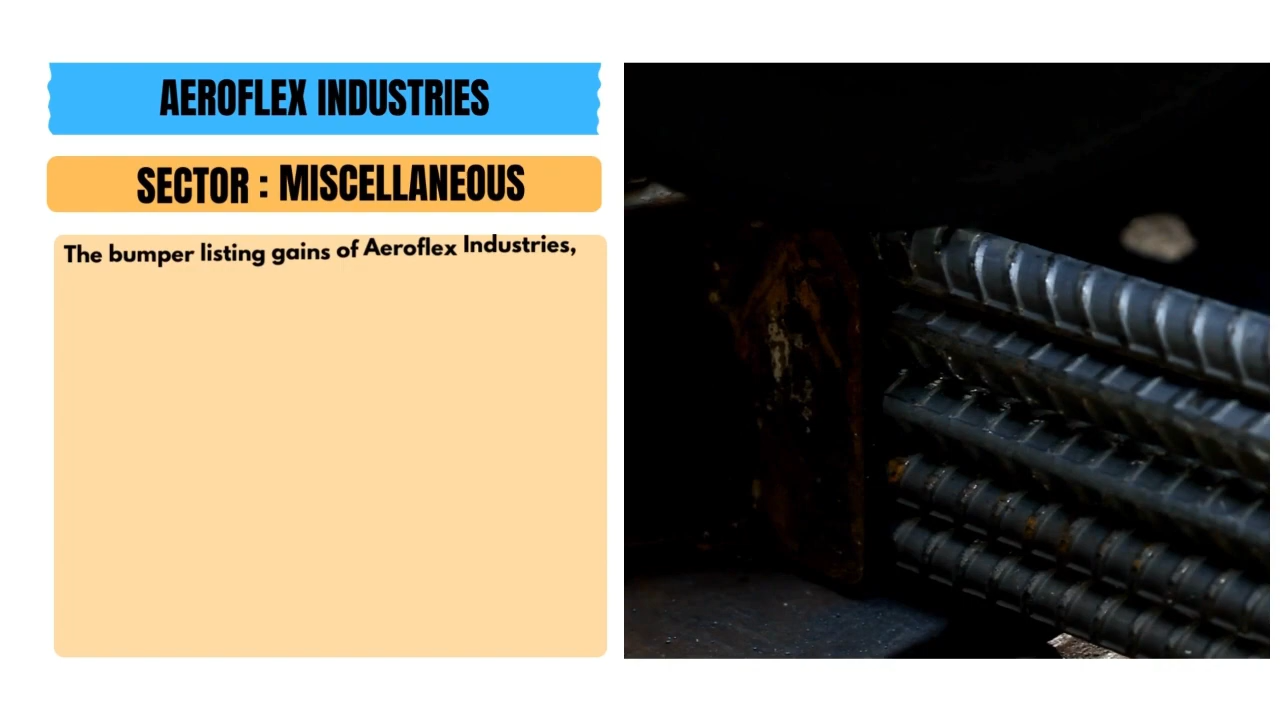 AEROFLEX INDUSTRIES
SECTOR : MISCELLANEOUS
The bumper listing gains of Aeroflex Industries,